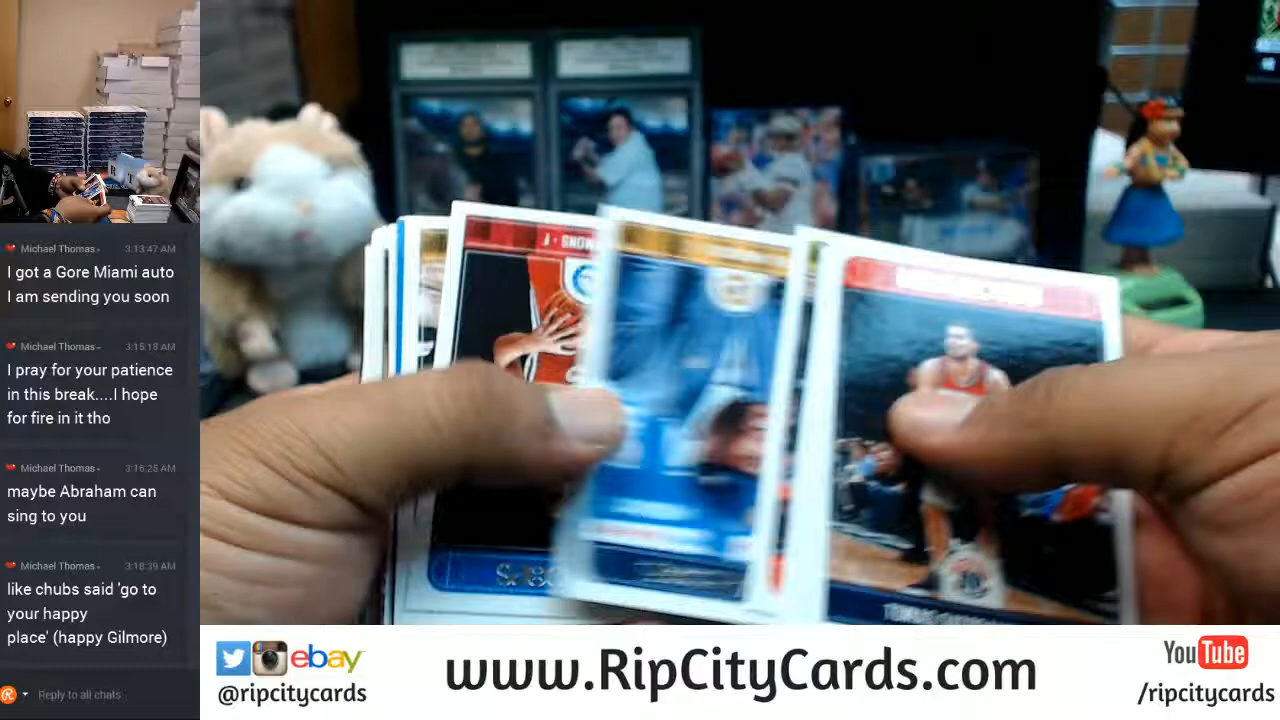 Michael Thomas 3:13:47 AM
I got a Gore Miami auto
I am sending you soon
Michael Thomas 3:15:18 AM
I pray for your patience
in this break....I hope
for fire in it tho
Michael Thomas 3:16:25 AM
maybe Abraham can
sing to you
Michael Thomas 3:18:39 AM
like chubs said 'go to
your happy
place' (happy Gilmore)
Reply to all chats
ebay
@ripcitycards
www.RipCityCards.com
YouTube
/ripcitycards